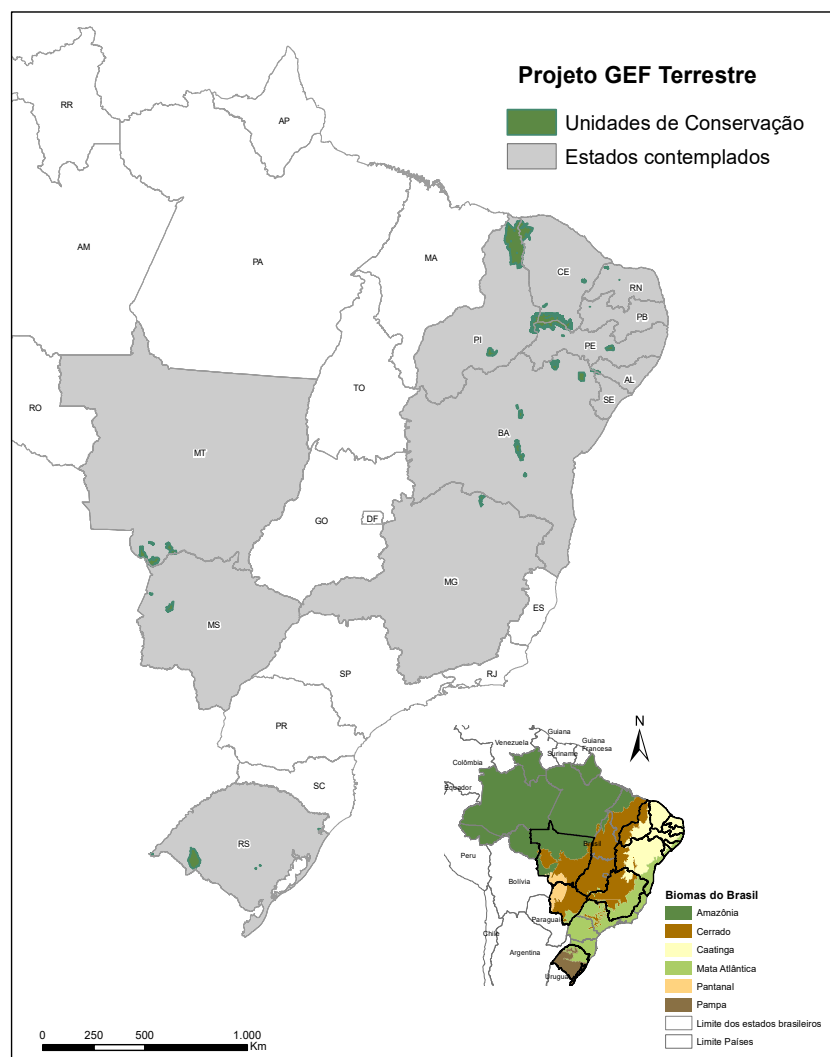 Projeto GEF Terrestre
Unidades de Conservação
Estados contemplados
RR
AP
AM
PA
MA
CE
RN
PB
PI
PE
AL
SE
TO
RO
BA
MT
GO
DF
MG
ES
MS
SP
RJ
PR
SC
RS
N
Guiana
Venezuela
Guiana
Francesa
Suriname
Colômbia
Equador
Brasil
Peru
Bolívia
Paraguai
Chile
Argentina
Uruguai
Biomas do Brasil
Amazônia
Cerrado
Caatinga
Mata Atlântica
Pantanal
Pampa
Limite dos estados brasileiros
Limite Países
0 250 500 1.000
Km